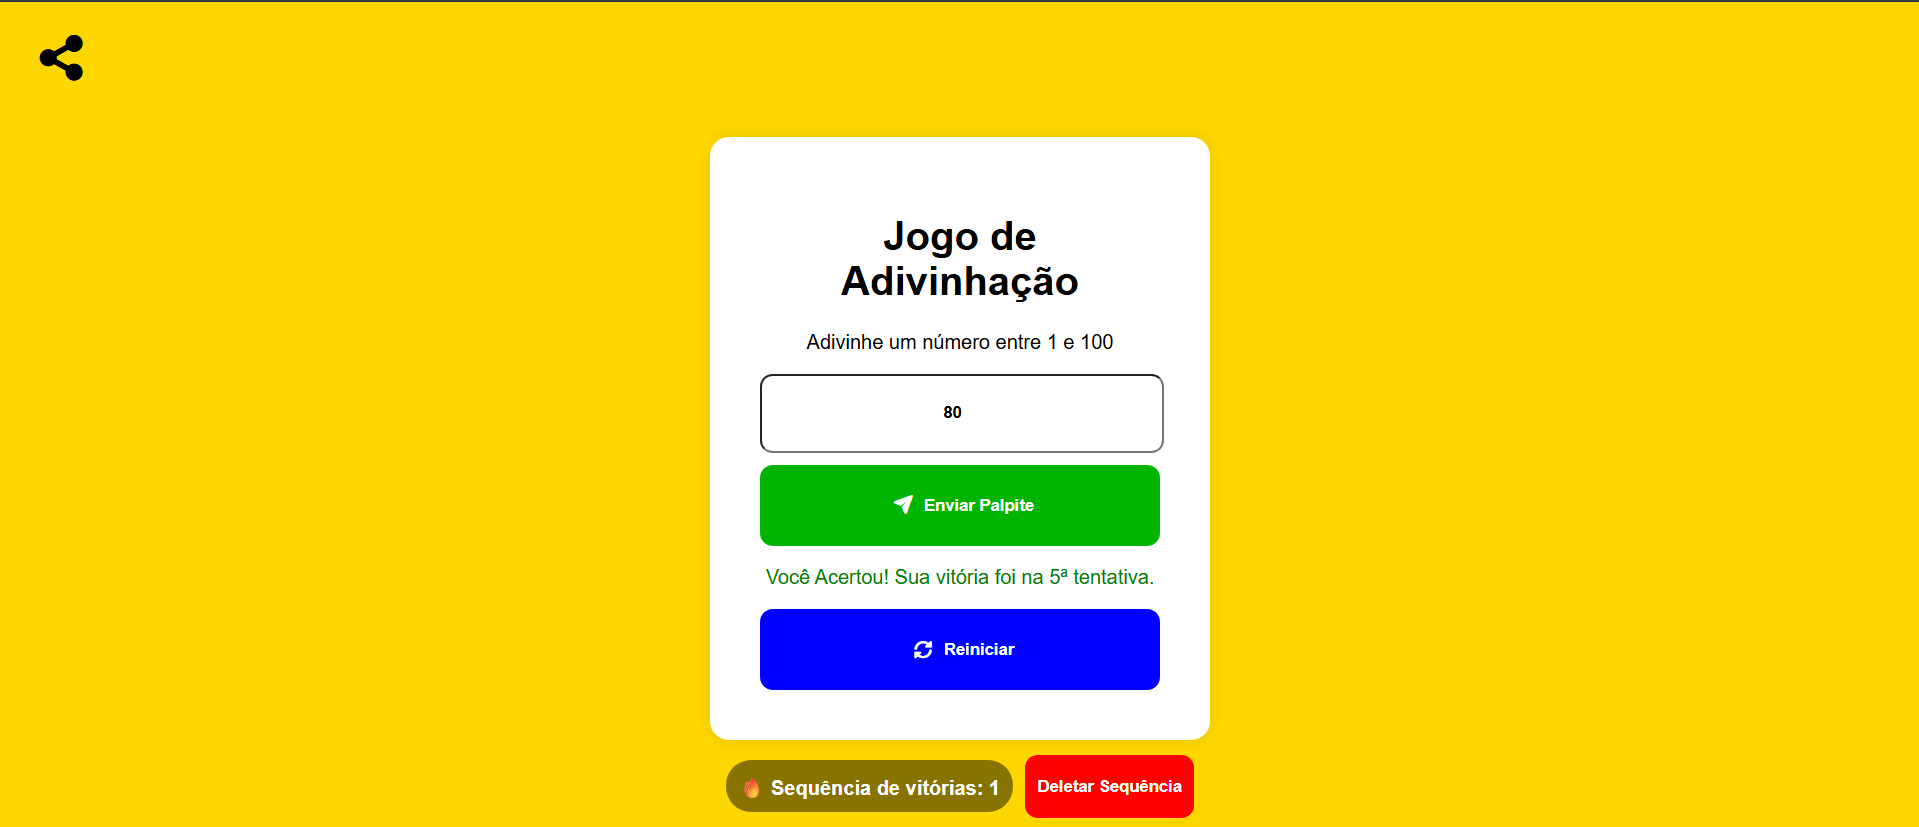 Jogo de
Adivinhação
Adivinhe um número entre 1 e 100
80
Enviar Palpite
Você Acertou! Sua vitória foi na 5ª tentativa.
Reiniciar
🔥 Sequência de vitórias: 1
Deletar Sequência